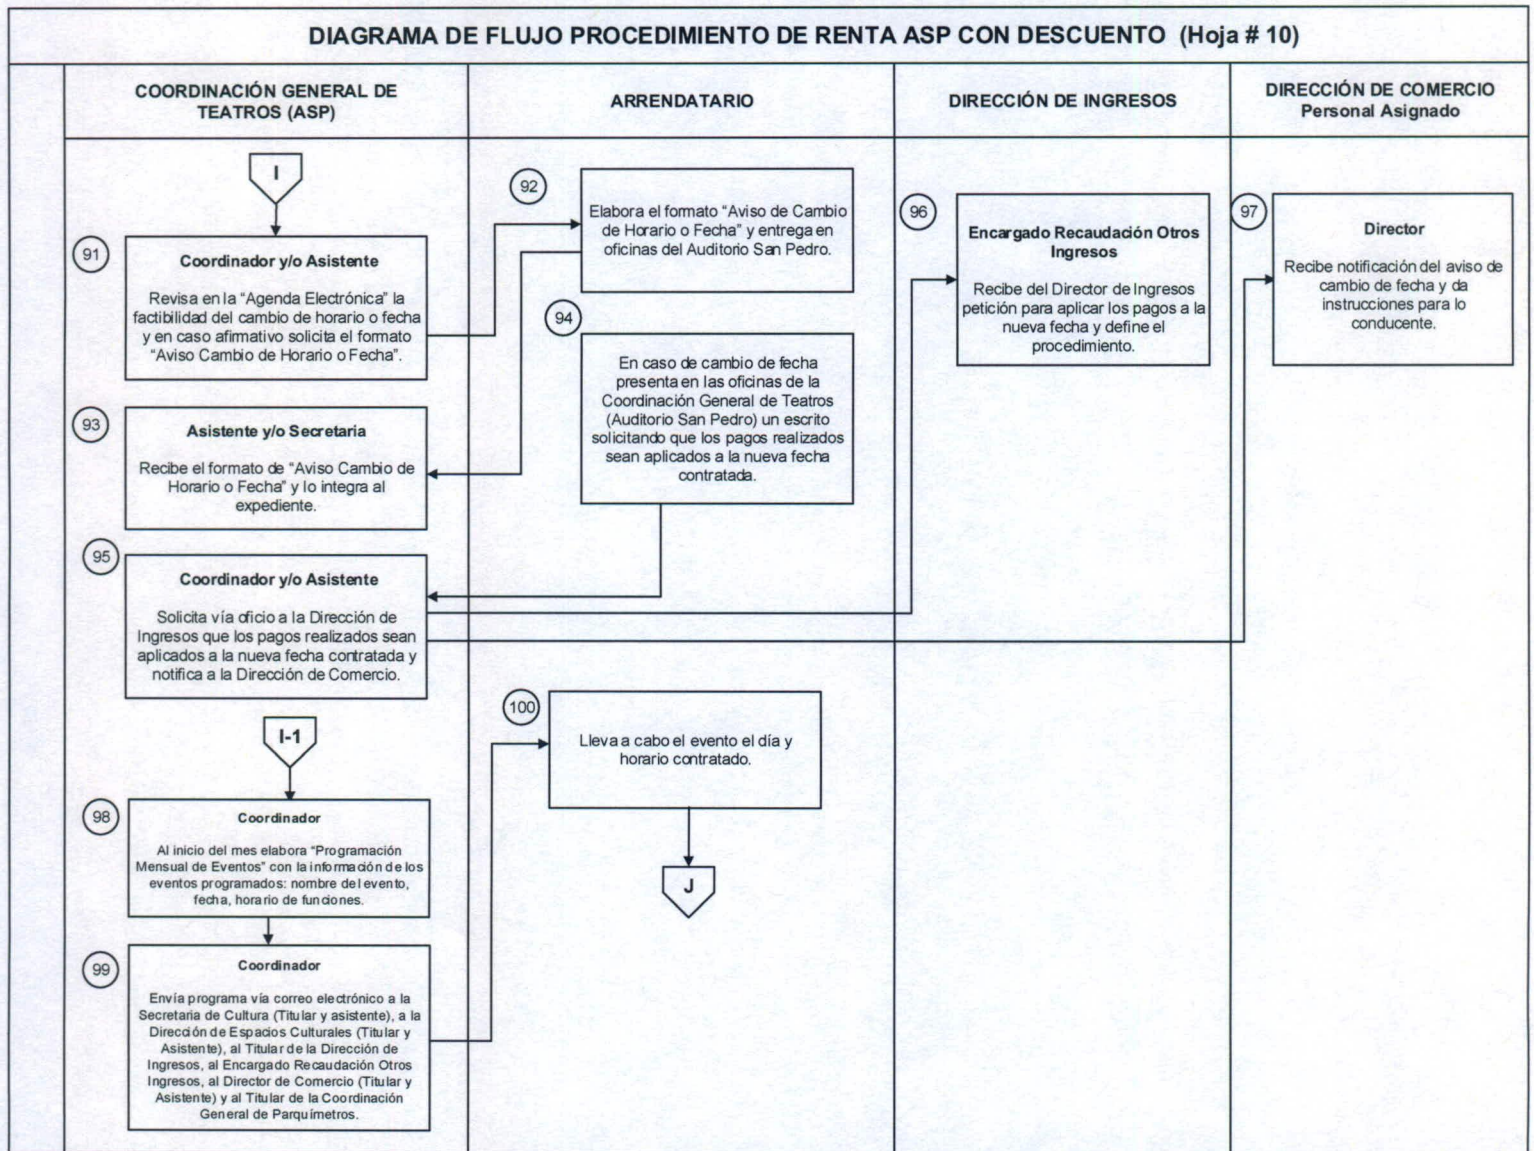 DIAGRAMA DE FLUJO PROCEDIMIENTO DE RENTA ASP CON DESCUENTO (Hoja # 10)
COORDINACIÓN GENERAL DE
TEATROS (ASP)
ARRENDATARIO
DIRECCIÓN DE INGRESOS
DIRECCIÓN DE COMERCIO
Personal Asignado
I
91
Coordinador y/o Asistente
Revisa en la “Agenda Electrónica” la
factibilidad del cambio de horario o fecha
y en caso afirmativo solicita el formato
“Aviso Cambio de Horario o Fecha”.
92
Elabora el formato “Aviso de Cambio
de Horario o Fecha” y entrega en
oficinas del Auditorio San Pedro.
93
Asistente y/o Secretaria
Recibe el formato de “Aviso Cambio de
Horario o Fecha” y lo integra al
expediente.
94
En caso de cambio de fecha
presenta en las oficinas de la
Coordinación General de Teatros
(Auditorio San Pedro) un escrito
solicitando que los pagos realizados
sean aplicados a la nueva fecha
contratada.
95
Coordinador y/o Asistente
Solicita vía oficio a la Dirección de
Ingresos que los pagos realizados sean
aplicados a la nueva fecha contratada y
notifica a la Dirección de Comercio.
96
Encargado Recaudación Otros
Ingresos
Recibe del Director de Ingresos
petición para aplicar los pagos a la
nueva fecha y define el
procedimiento.
97
Director
Recibe notificación del aviso de
cambio de fecha y da
instrucciones para lo
conducente.
I-1
98
Coordinador
Al inicio del mes elabora “Programación
Mensual de Eventos” con la información de los
eventos programados: nombre del evento,
fecha, horario de funciones.
99
Coordinador
Envía programa vía correo electrónico a la
Secretaria de Cultura (Titular y asistente), a la
Dirección de Espacios Culturales (Titular y
Asistente), al Titular de la Dirección de
Ingresos, al Encargado Recaudación Otros
Ingresos, al Director de Comercio (Titular y
Asistente) y al Titular de la Coordinación
General de Parquímetros.
100
Lleva a cabo el evento el día y
horario contratado.
J